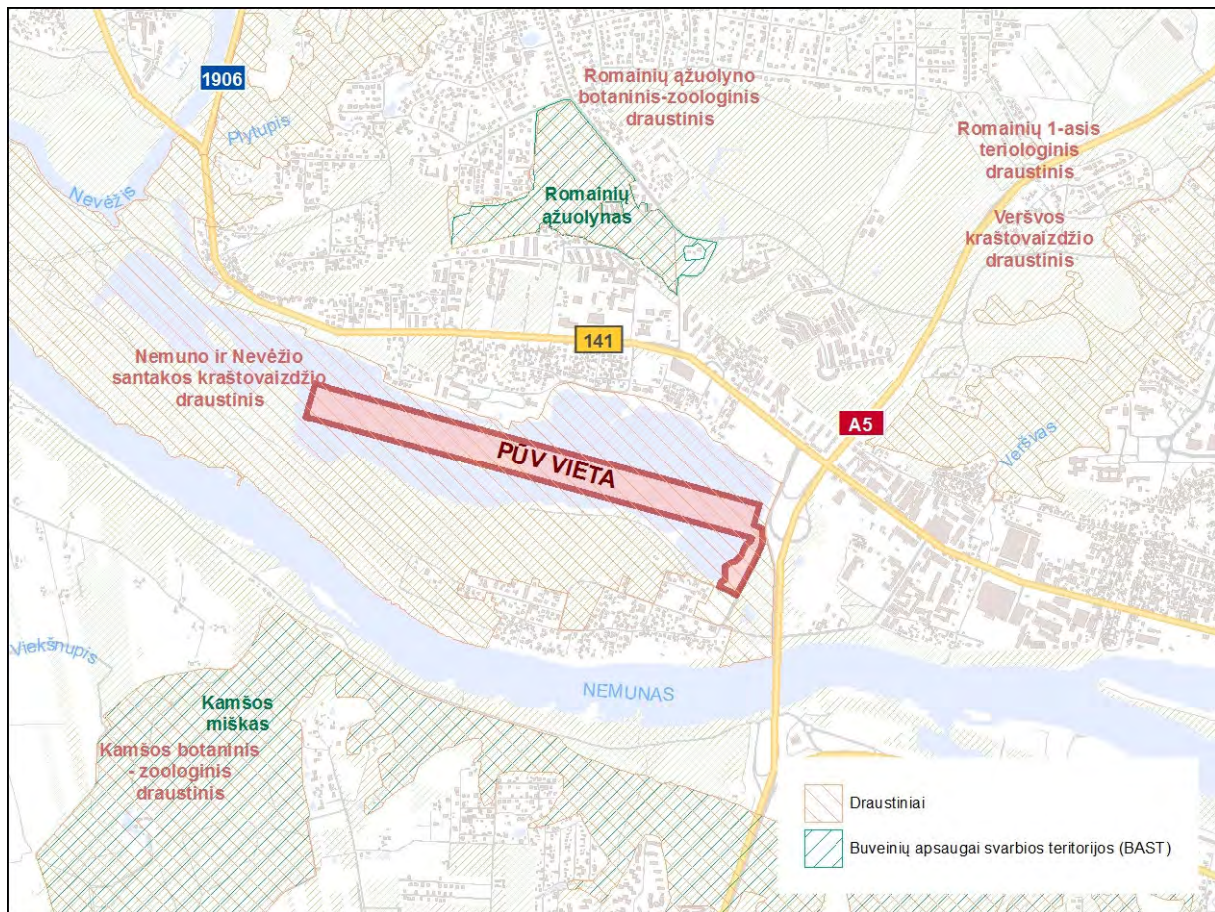 1906
Plytupis
Nevėžis
Romainių ąžuolyno
botaninis-zoologinis
draustinis
Romainių 1-asis
teriologinis
draustinis
Romainių
ąžuolynas
Veršvos
kraštovaizdžio
draustinis
141
Nemuno ir Nevėžio
santakos kraštovaizdžio
draustinis
A5
Veršvas
PŪV VIETA
Viekšnupis
NEMUNAS
Kamšos
miškas
Kamšos botaninis
- zoologinis
draustinis
Draustiniai
Buveinių apsaugai svarbios teritorijos (BAST)